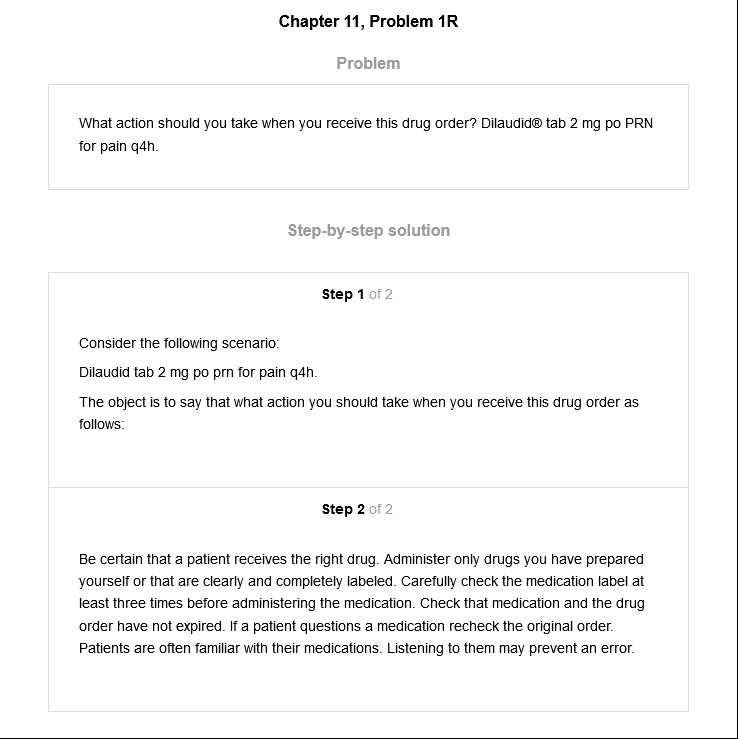 Chapter 11, Problem 1R
Problem
What action should you take when you receive this drug order? Dilaudid® tab 2 mg po PRN
for pain q4h.
Step-by-step solution
Step 1 of 2
Consider the following scenario:
Dilaudid tab 2 mg po prn for pain q4h.
The object is to say that what action you should take when you receive this drug order as
follows:
Step 2 of 2
Be certain that a patient receives the right drug. Administer only drugs you have prepared
yourself or that are clearly and completely labeled. Carefully check the medication label at
least three times before administering the medication. Check that medication and the drug
order have not expired. If a patient questions a medication recheck the original order.
Patients are often familiar with their medications. Listening to them may prevent an error.